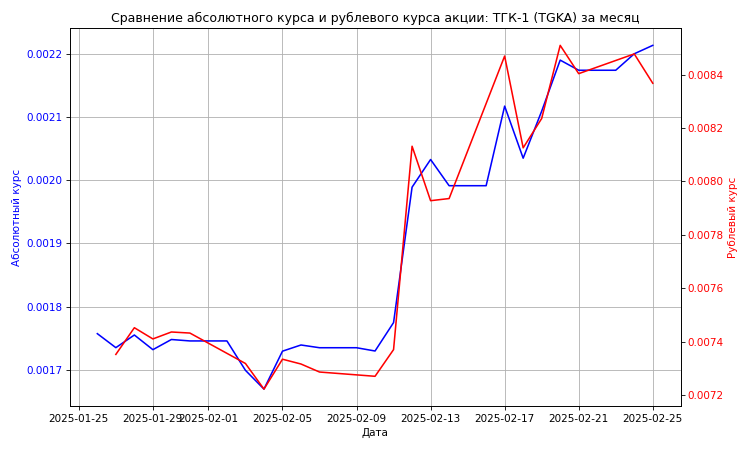 Сравнение абсолютного курса и рублевого курса акции: ТГК-1 (TGKA) за месяц
Абсолютный курс
0.0022
0.0021
0.0020
0.0019
0.0018
0.0017
0.0084
0.0082
0.0080
0.0078
0.0076
0.0074
0.0072
Рублевый курс
2025-01-25 2025-01-29 2025-02-01 2025-02-05 2025-02-09 2025-02-13 2025-02-17 2025-02-21 2025-02-25
Дата